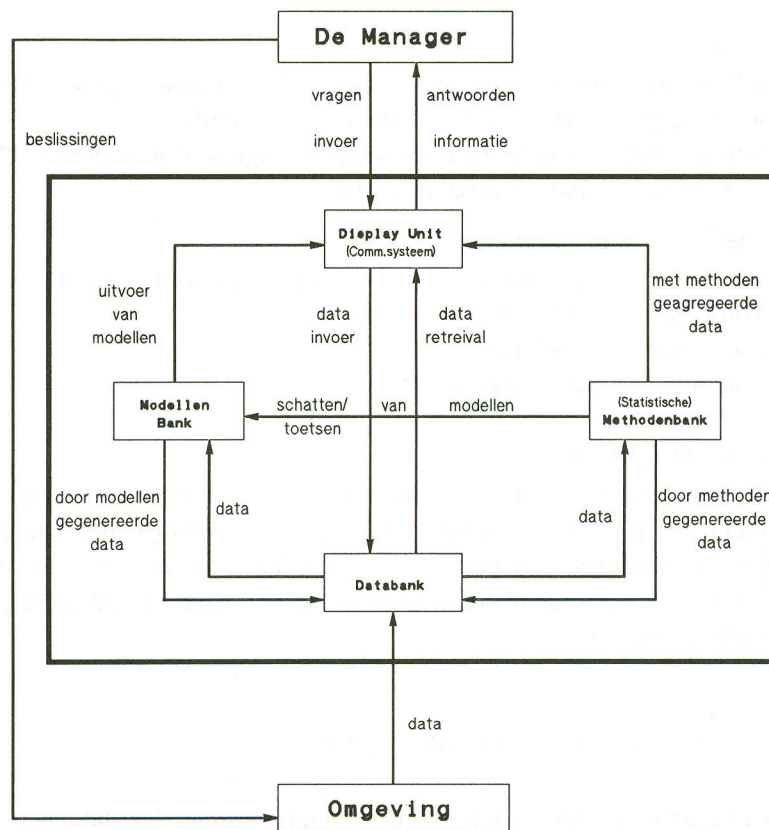 De Manager
vragen
antwoorden
beslissingen
invoer
informatie
Display Unit
(Comm.systeem)
uitvoer
van
modellen
data
invoer
data
retreival
met methoden
geagregeerde
data
Modellen
Bank
schatten/
toetsen
van
modellen
(Statistische)
Methodenbank
door modellen
gegenereerde
data
data
data
door methoden
gegenereerde
data
Databank
data
Omgeving